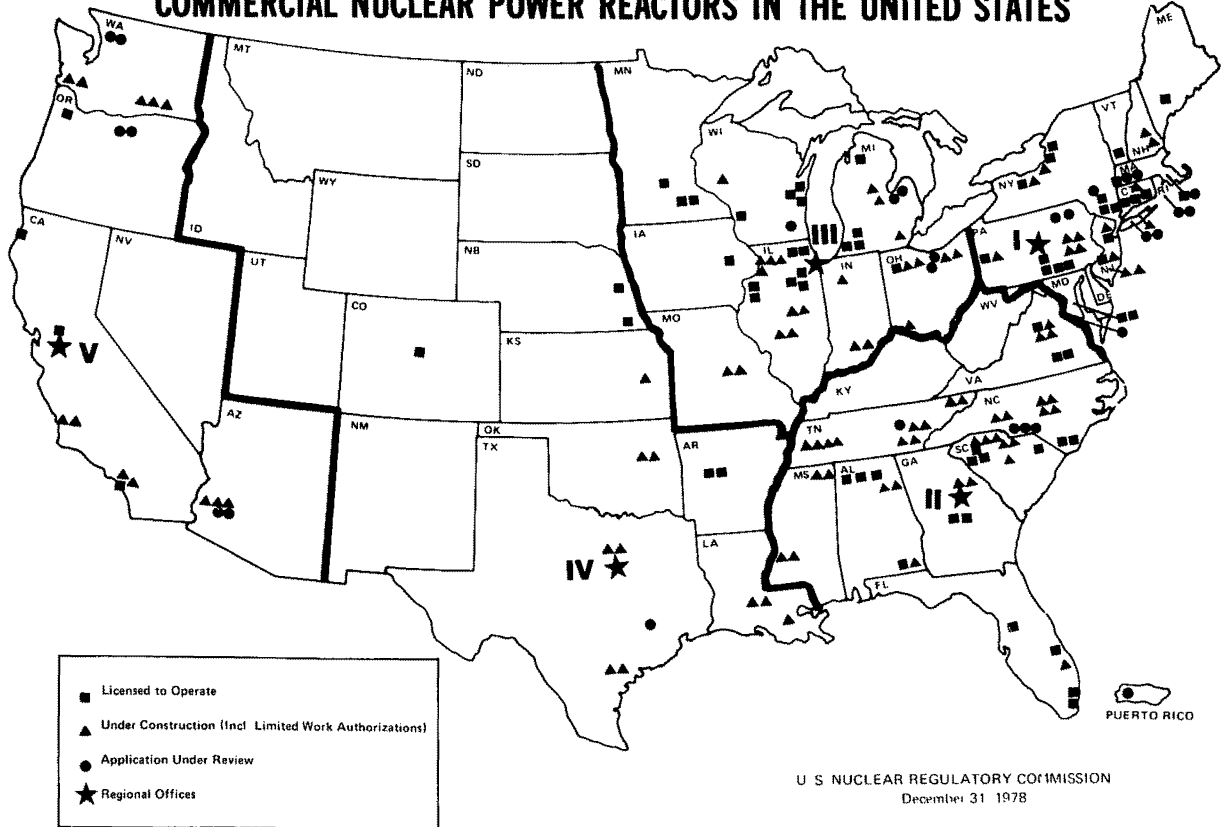 COMMERCIAL NUCLEAR POWER REACTORS IN THE UNITED STATES
WA
MT
ND
MN
ME
OR
SD
WI
MI
VT
NH
NY
MA
RI
ID
WY
IA
CA
NV
UT
NB
III
PA
I
IL
IN
OH
NJ
MD
DE
CO
MO
WV
V
KS
KY
VA
AZ
NM
OK
TX
AR
TN
NC
SC
MS
AL
GA
II
LA
IV
FL
PUERTO RICO
Licensed to Operate
Under Construction (Incl Limited Work Authorizations)
Application Under Review
Regional Offices
U S NUCLEAR REGULATORY COMMISSION
December 31 1978